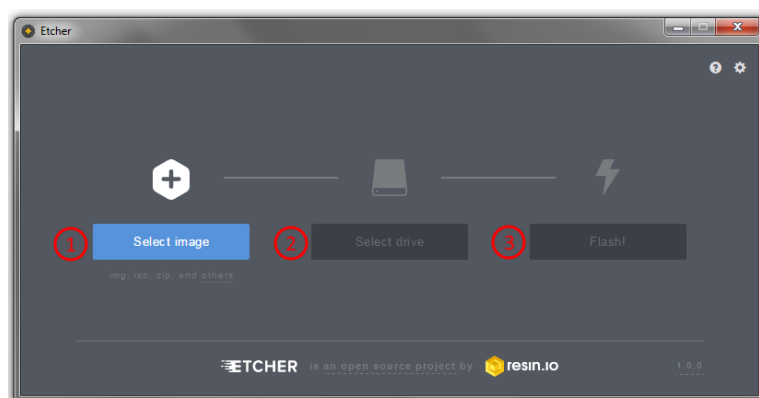 Etcher
1 Select image
2 Select drive
3 Flash!
img, iso, zip, and others
ETCHER is an open source project by resin.io
1.0.0